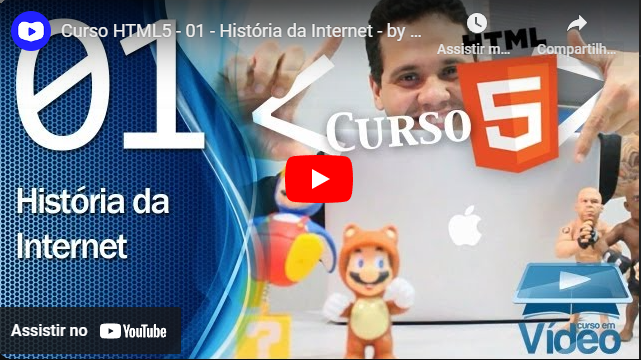 Curso HTML5 - 01 - História da Internet - by ...
Assistir m...
Compartilh...
01
HTML
5
CURSO
História da
Internet
?
Assistir no YouTube
curso em
Vídeo